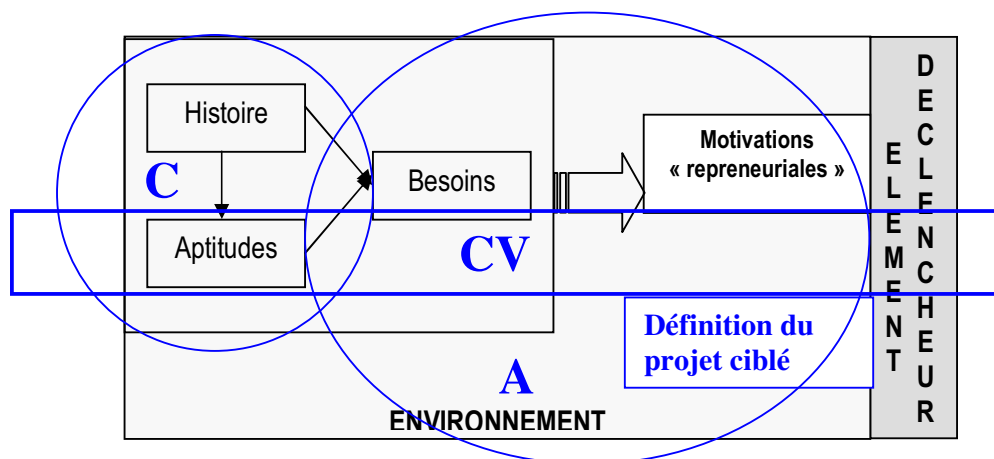 Histoire
C
Aptitudes
Besoins
CV
Motivations
« repreneuriales »
Définition du
projet ciblé
A
ENVIRONNEMENT
ELEMENT
DECLENCHEUR